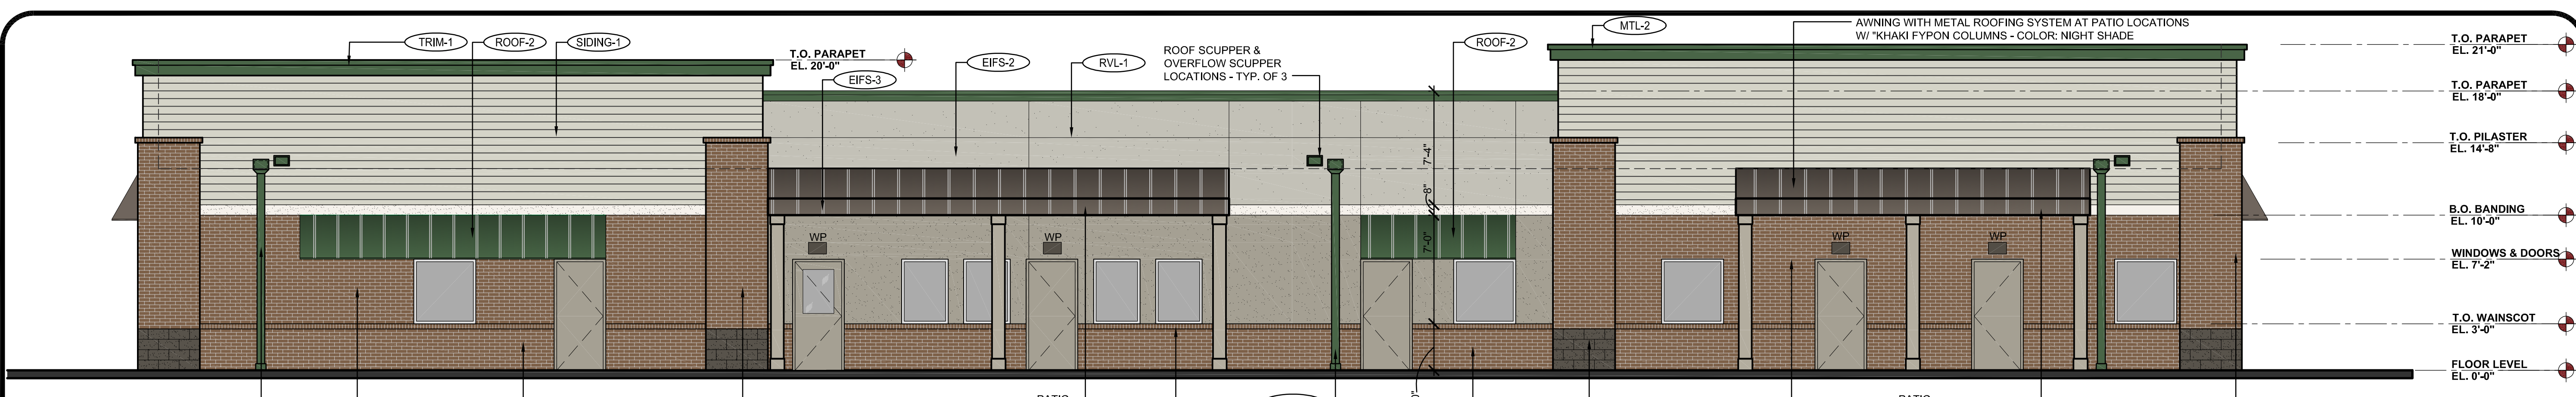 TRIM-1
ROOF-2
SIDING-1
T.O. PARAPET
EL. 20'-0"
EIFS-3
EIFS-2
RVL-1
ROOF SCUPPER &
OVERFLOW SCUPPER
LOCATIONS - TYP. OF 3
ROOF-2
MTL-2
AWNING WITH METAL ROOFING SYSTEM AT PATIO LOCATIONS
W/ "KHAKI FYPON COLUMNS - COLOR: NIGHT SHADE
T.O. PARAPET
EL. 21'-0"
T.O. PARAPET
EL. 18'-0"
T.O. PILASTER
EL. 14'-8"
B.O. BANDING
EL. 10'-0"
WINDOWS & DOORS
EL. 7'-2"
T.O. WAINSCOT
EL. 3'-0"
FLOOR LEVEL
EL. 0'-0"
7'-4"
7'-0"
WP
WP
WP
WP
PATIO
PATIO